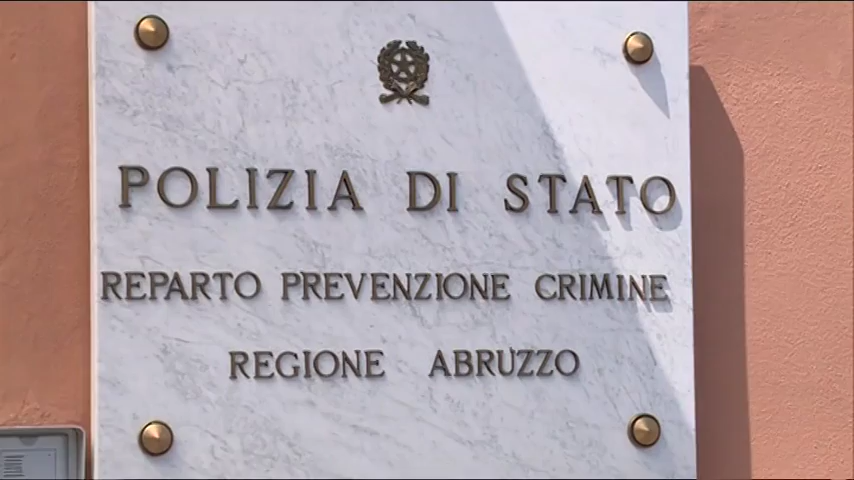 POLIZIA DI STATO
REPARTO PREVENZIONE CRIMINE
REGIONE ABRUZZO